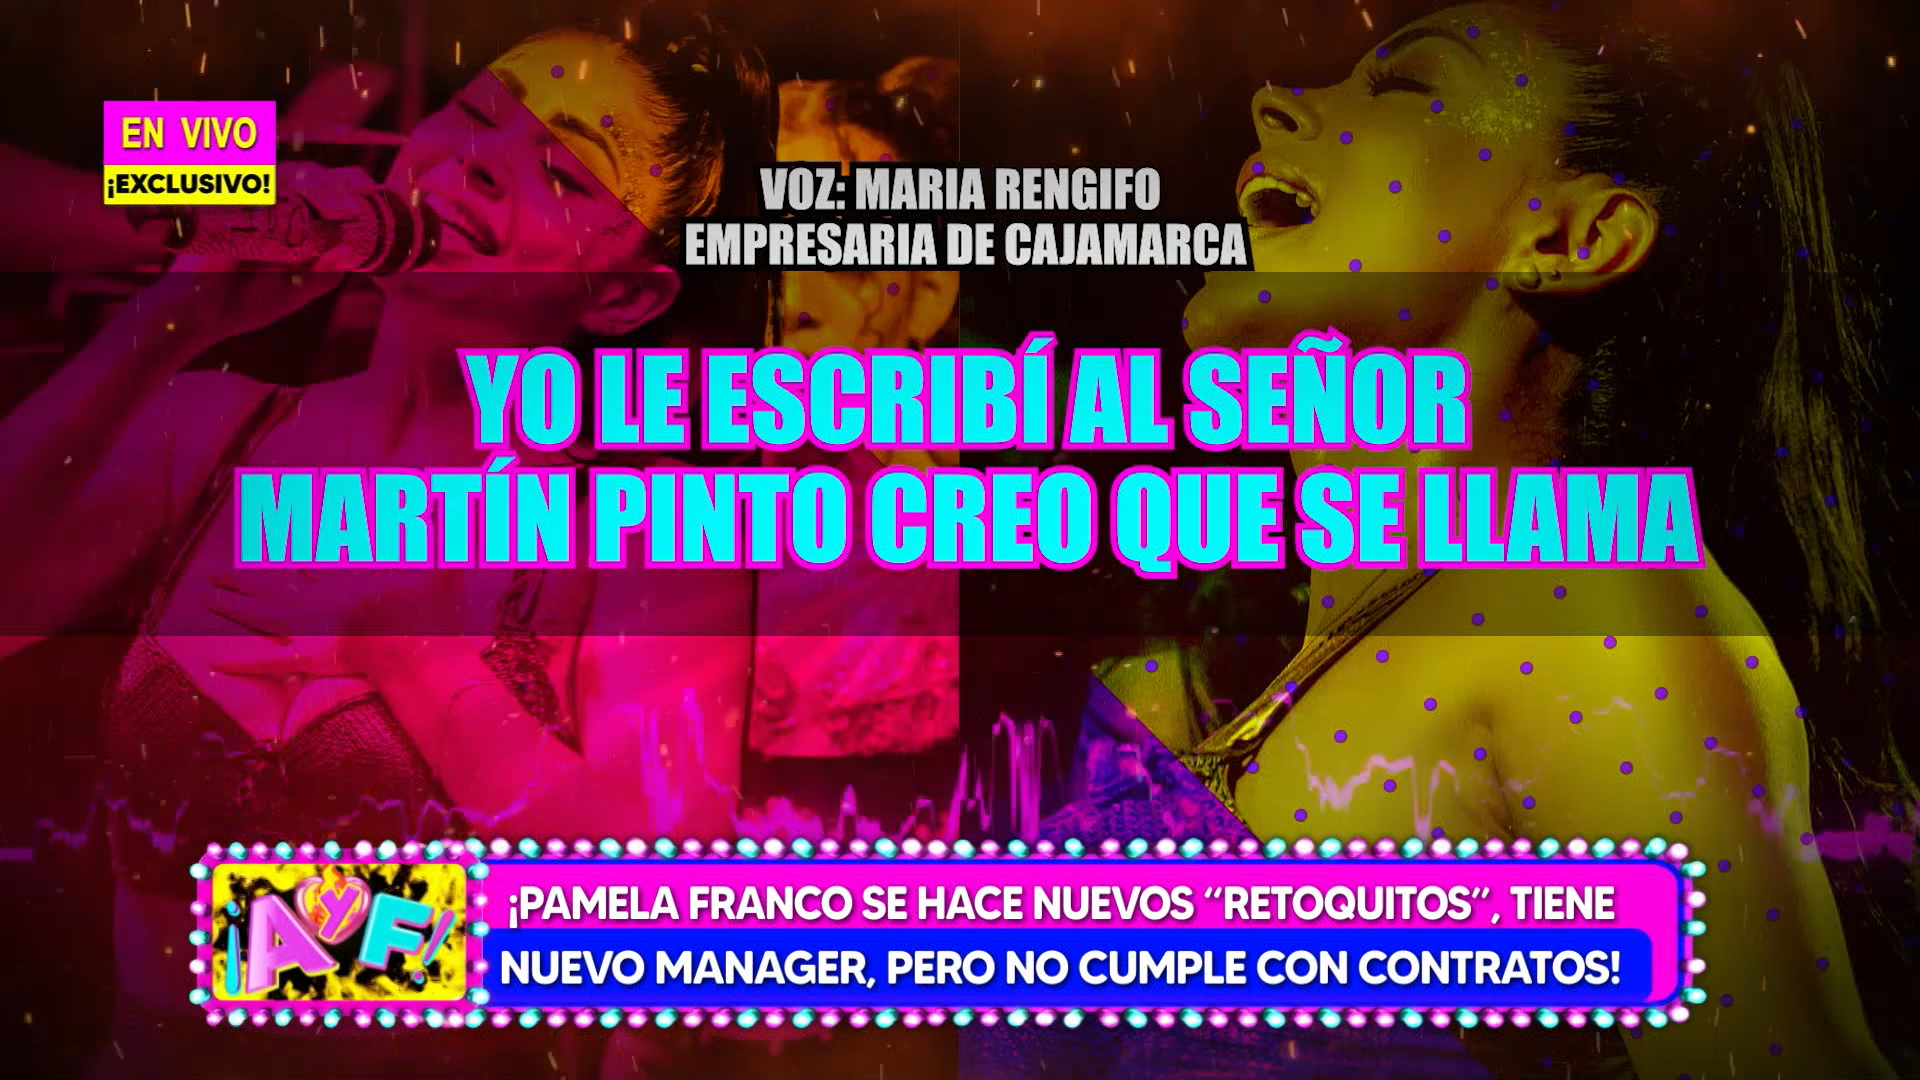 EN VIVO
¡EXCLUSIVO!
VOZ: MARIA RENGIFO
EMPRESARIA DE CAJAMARCA
YO LE ESCRIBÍ AL SEÑOR
MARTÍN PINTO CREO QUE SE LLAMA
¡AYF!
¡PAMELA FRANCO SE HACE NUEVOS “RETOQUITOS”, TIENE
NUEVO MANAGER, PERO NO CUMPLE CON CONTRATOS!